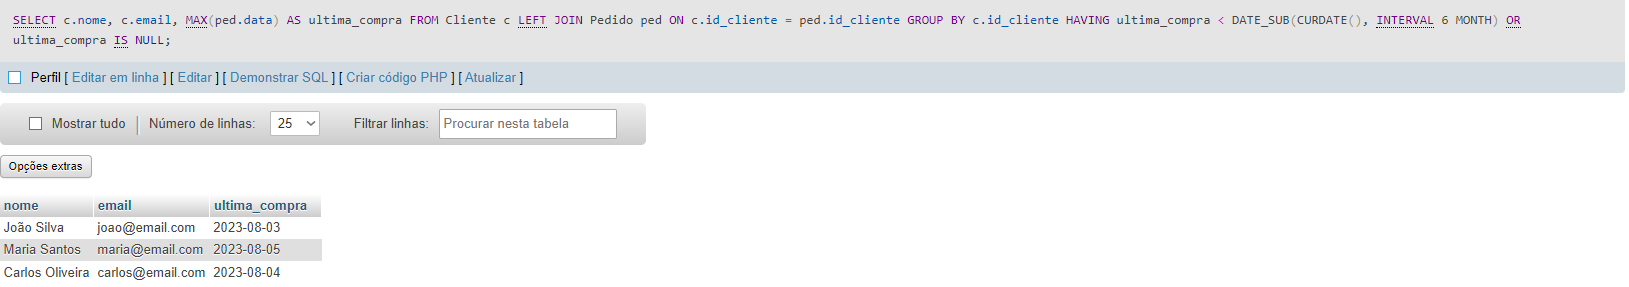 SELECT c.nome, c.email, MAX(ped.data) AS ultima_compra FROM Cliente c LEFT JOIN Pedido ped ON c.id_cliente = ped.id_cliente GROUP BY c.id_cliente HAVING ultima_compra < DATE_SUB(CURDATE(), INTERVAL 6 MONTH) OR
ultima_compra IS NULL;
Perfil [ Editar em linha ] [ Editar ] [ Demonstrar SQL ] [ Criar código PHP ] [ Atualizar ]
Mostrar tudo Número de linhas: 25 Filtrar linhas: Procurar nesta tabela
Opções extras
nome email ultima_compra
João Silva joao@email.com 2023-08-03
Maria Santos maria@email.com 2023-08-05
Carlos Oliveira carlos@email.com 2023-08-04